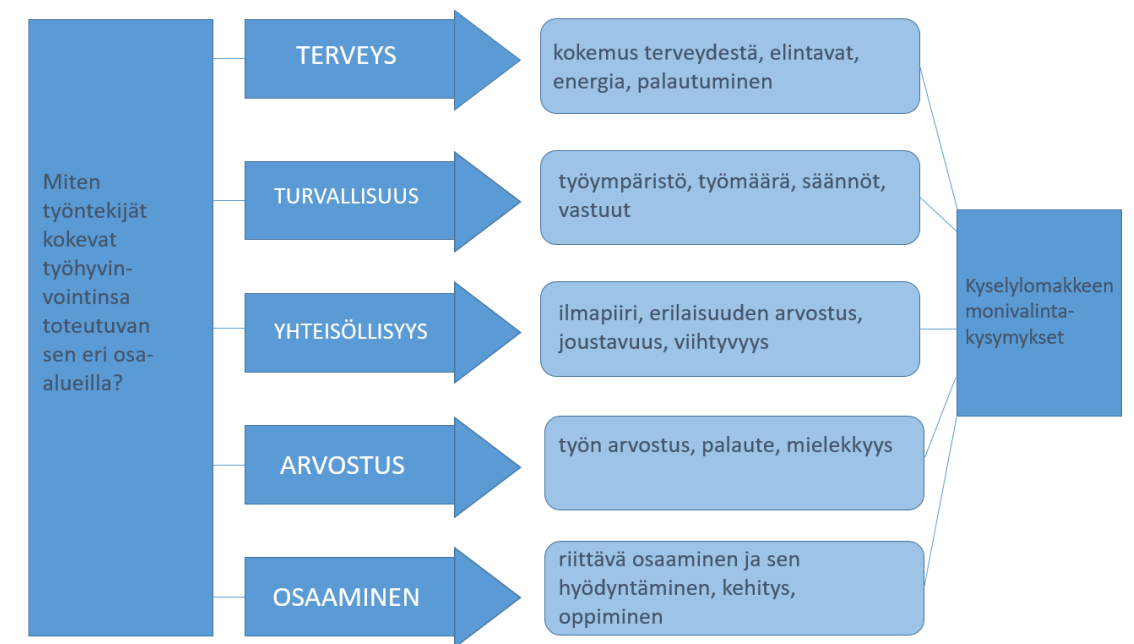 Miten
työntekijät
kokevat
työhyvin-
vointinsa
toteutuvan
sen eri osa-
alueilla?
TERVEYS
kokemus terveydestä, elintavat,
energia, palautuminen
TURVALLISUUS
työympäristö, työmäärä, säännöt,
vastuut
YHTEISÖLLISYYS
ilmapiiri, erilaisuuden arvostus,
joustavuus, viihtyvyys
ARVOSTUS
työn arvostus, palaute, mielekkyys
OSAAMINEN
riittävä osaaminen ja sen
hyödyntäminen, kehitys,
oppiminen
Kyselylomakkeen
monivalinta-
kysymykset